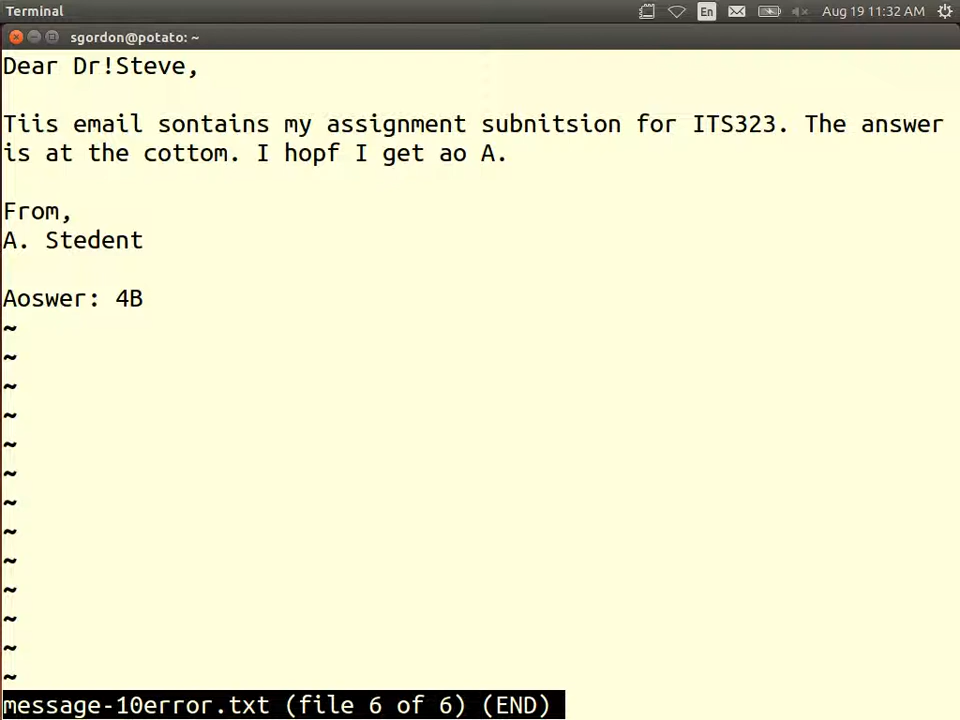 Terminal
En
Aug 19 11:32 AM
sgordon@potato: ~
Dear Dr!Steve,
Tiis email sontains my assignment subnitsion for ITS323. The answer
is at the cottom. I hopf I get ao A.
From,
A. Stedent
Aoswer: 4B
~
~
~
~
~
~
~
~
~
~
~
~
~
message-10error.txt (file 6 of 6) (END)